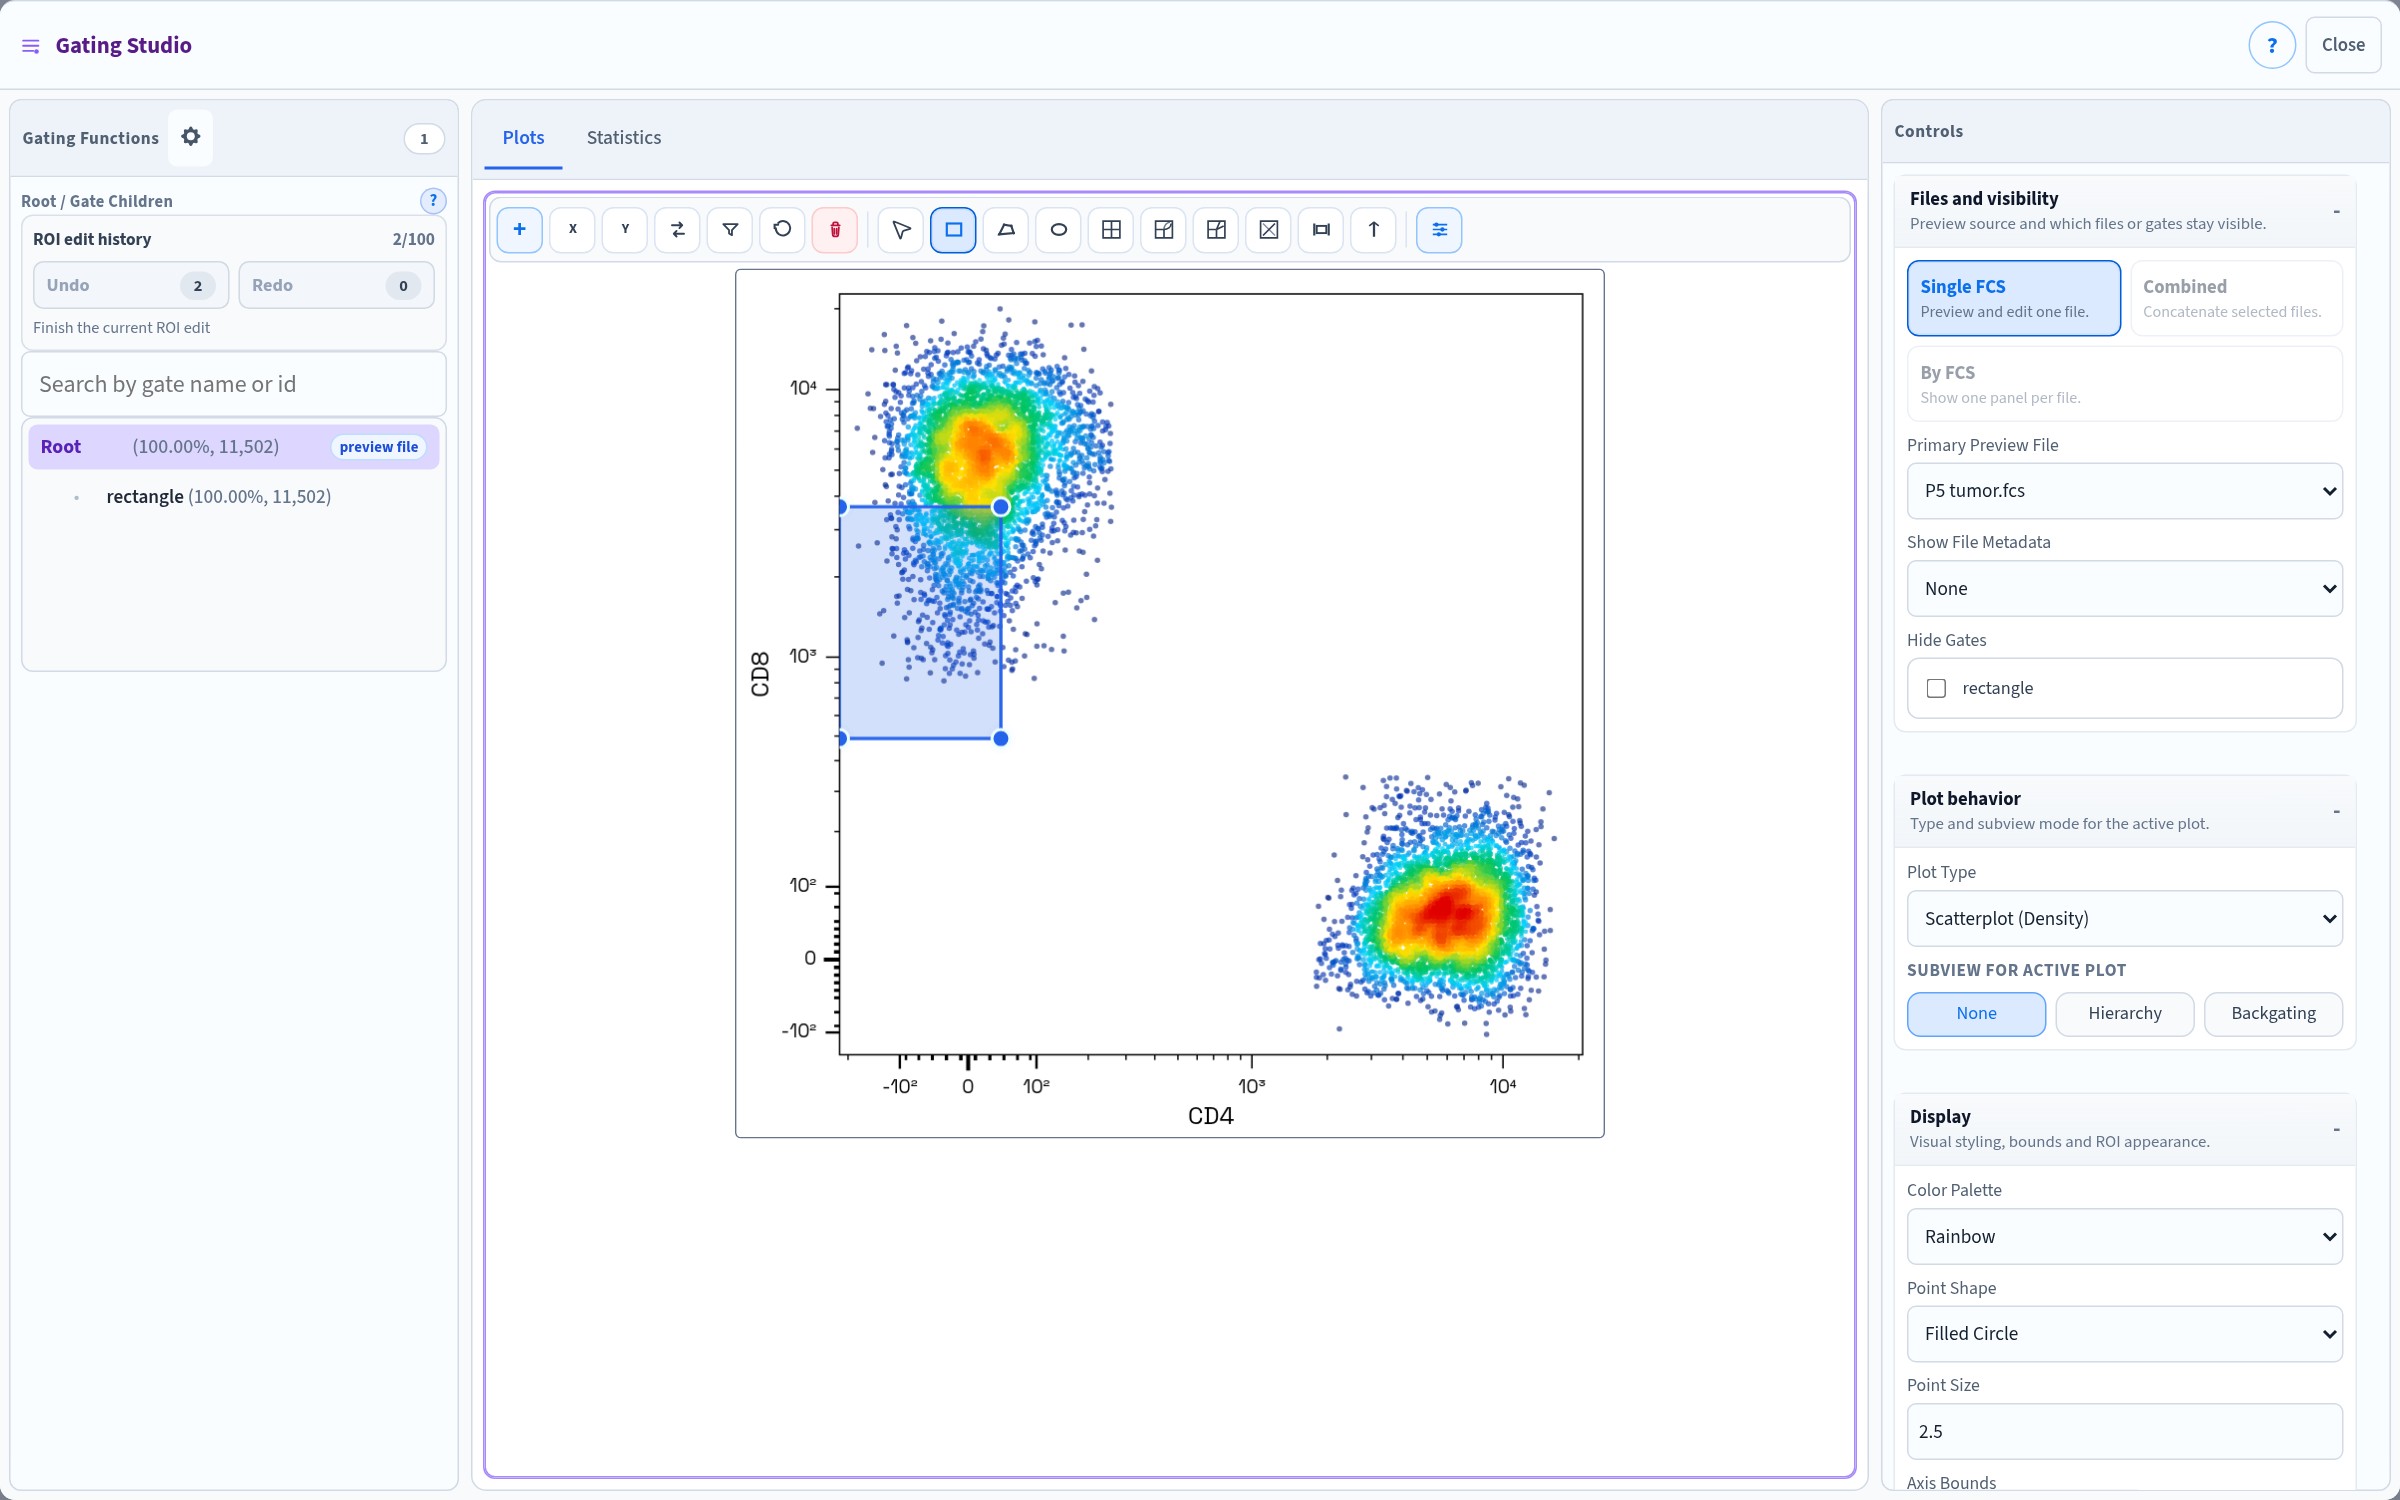 Gating Studio
?
Close
Gating Functions
1
Root / Gate Children
?
ROI edit history
2/100
Undo
2
Redo
0
Finish the current ROI edit
Search by gate name or id
Root
(100.00%, 11,502)
preview file
rectangle (100.00%, 11,502)
Plots
Statistics
+
X
Y
10⁴
10³
10²
0
-10²
CD8
-10²
0
10²
10³
10⁴
CD4
Controls
Files and visibility
Preview source and which files or gates stay visible.
-
Single FCS
Preview and edit one file.
Combined
Concatenate selected files.
By FCS
Show one panel per file.
Primary Preview File
P5 tumor.fcs
Show File Metadata
None
Hide Gates
rectangle
Plot behavior
Type and subview mode for the active plot.
-
Plot Type
Scatterplot (Density)
SUBVIEW FOR ACTIVE PLOT
None
Hierarchy
Backgating
Display
Visual styling, bounds and ROI appearance.
-
Color Palette
Rainbow
Point Shape
Filled Circle
Point Size
2.5
Axis Bounds